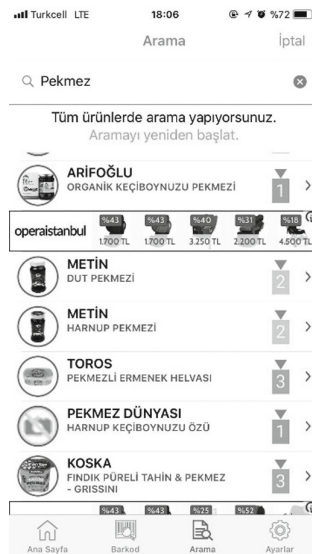 Turkcell LTE 18:06 %72
Arama İptal
Pekmez
Tüm ürünlerde arama yapıyorsunuz.
Aramayı yeniden başlat.
ARİFOĞLU
ORGANİK KEÇİBOYNUZU PEKMEZİ 1
operaistanbul %43 %43 %40 %31 %18
1.700 TL 1.700 TL 3.250 TL 2.200 TL 4.500 TL
METİN
DUT PEKMEZİ 2
METİN
HARNUP PEKMEZİ 2
TOROS
PEKMEZLİ ERMENEK HELVASI 3
PEKMEZ DÜNYASI
HARNUP KEÇİBOYNUZU ÖZÜ 1
KOSKA
FINDIK PÜRELİ TAHİN & PEKMEZ
- GRISSINI 3
%43 %43 %25 %52
Ana Sayfa Barkod Arama Ayarlar